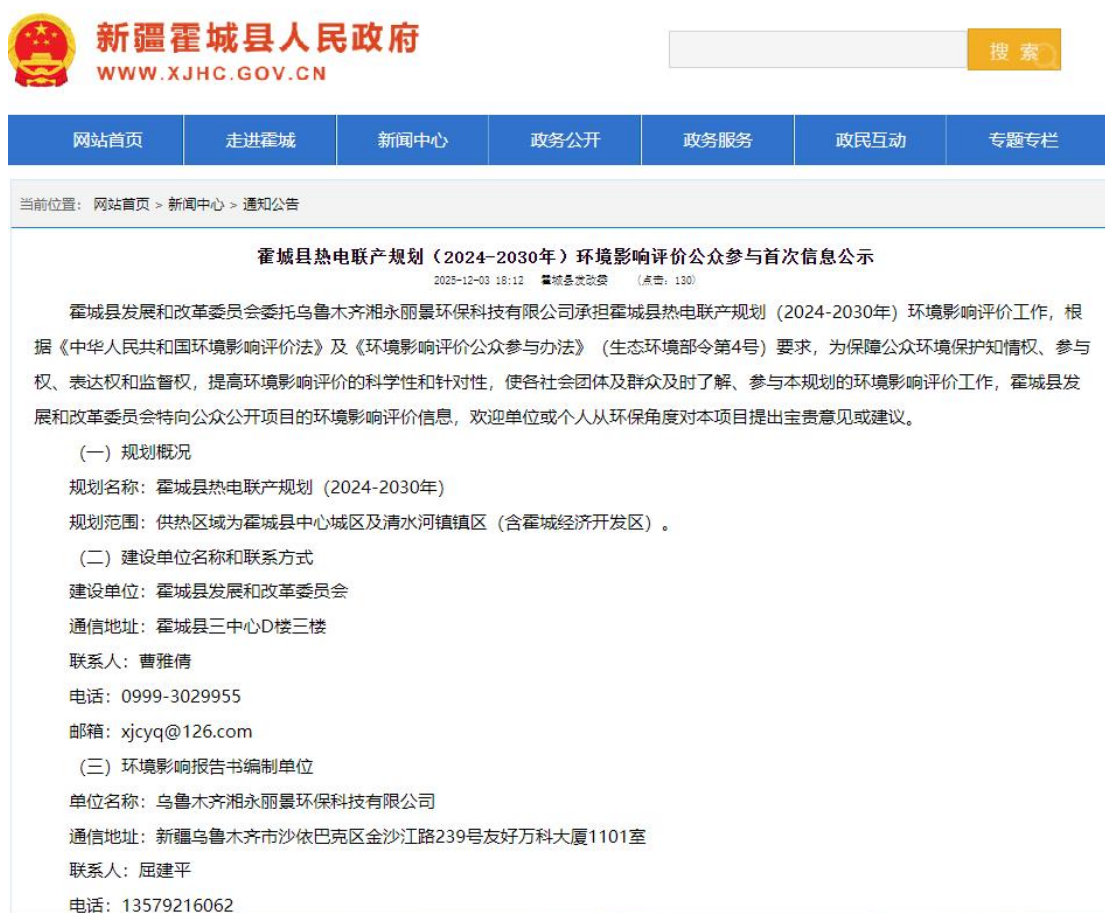 新疆霍城县人民政府
WWW.XJHC.GOV.CN
搜 索
网站首页 走进霍城 新闻中心 政务公开 政务服务 政民互动 专题专栏
当前位置： 网站首页 > 新闻中心 > 通知公告
霍城县热电联产规划（2024-2030年）环境影响评价公众参与首次信息公示
2025-12-03 18:12 霍城县发改委 （点击：130）
霍城县发展和改革委员会委托乌鲁木齐湘永丽景环保科技有限公司承担霍城县热电联产规划（2024-2030年）环境影响评价工作，根
据《中华人民共和国环境影响评价法》及《环境影响评价公众参与办法》（生态环境部令第4号）要求，为保障公众环境保护知情权、参与
权、表达权和监督权，提高环境影响评价的科学性和针对性，使各社会团体及群众及时了解、参与本规划的环境影响评价工作，霍城县发
展和改革委员会特向公众公开项目的环境影响评价信息，欢迎单位或个人从环保角度对本项目提出宝贵意见或建议。
（一）规划概况
规划名称：霍城县热电联产规划（2024-2030年）
规划范围：供热区域为霍城县中心城区及清水河镇镇区（含霍城经济开发区）。
（二）建设单位名称和联系方式
建设单位：霍城县发展和改革委员会
通信地址：霍城县三中心D楼三楼
联系人：曹雅倩
电话：0999-3029955
邮箱：xjcyq@126.com
（三）环境影响报告书编制单位
单位名称：乌鲁木齐湘永丽景环保科技有限公司
通信地址：新疆乌鲁木齐市沙依巴克区金沙江路239号友好万科大厦1101室
联系人：屈建平
电话：13579216062